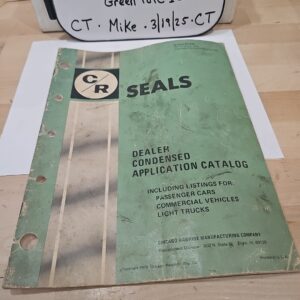 CT. Mike. 3/19/25. CT
C/R SEALS
DEALER
CONDENSED
APPLICATION CATALOG
INCLUDING LISTINGS FOR:
PASSENGER CARS
COMMERCIAL VEHICLES
LIGHT TRUCKS
CHICAGO RAWHIDE MANUFACTURING COMPANY